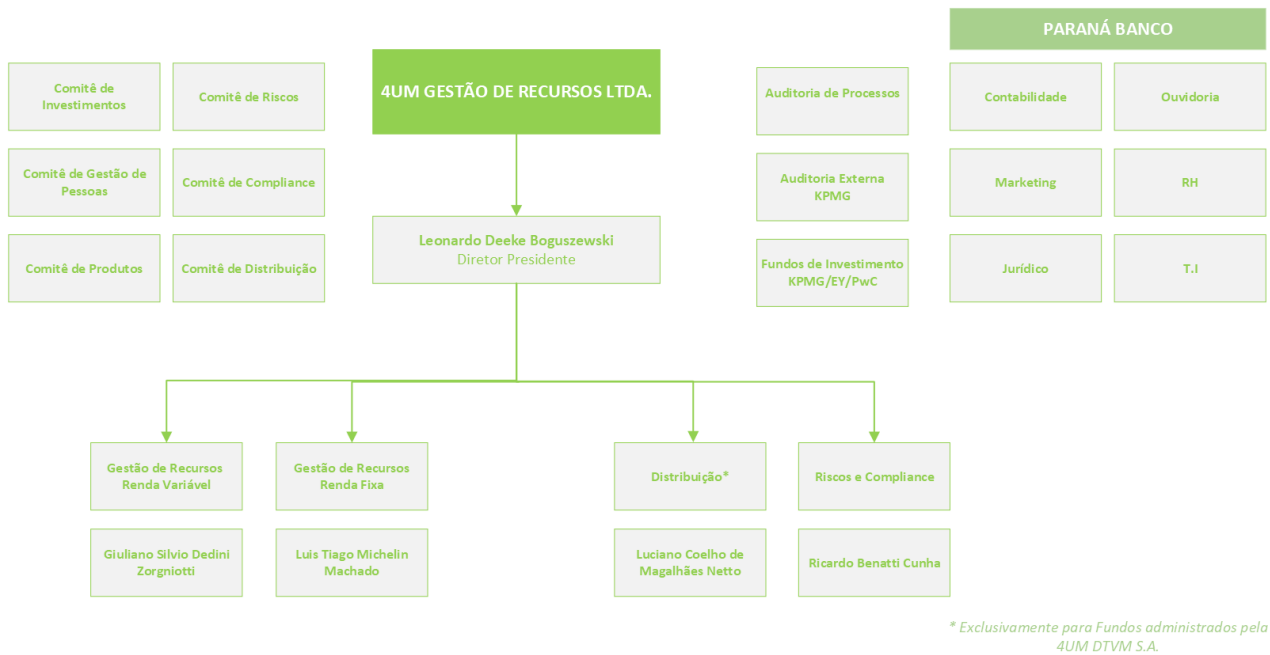 PARANÁ BANCO
4UM GESTÃO DE RECURSOS LTDA.
Comitê de
Investimentos
Comitê de Riscos
Comitê de Gestão de
Pessoas
Comitê de Compliance
Comitê de Produtos
Comitê de Distribuição
Leonardo Deeke Boguszewski
Diretor Presidente
Auditoria de Processos
Auditoria Externa
KPMG
Fundos de Investimento
KPMG/EY/PwC
Contabilidade
Ouvidoria
Marketing
RH
Jurídico
T.I
Gestão de Recursos
Renda Variável
Gestão de Recursos
Renda Fixa
Distribuição*
Riscos e Compliance
Giuliano Silvio Dedini
Zorgniotti
Luis Tiago Michelin
Machado
Luciano Coelho de
Magalhães Netto
Ricardo Benatti Cunha
* Exclusivamente para Fundos administrados pela
4UM DTVM S.A.